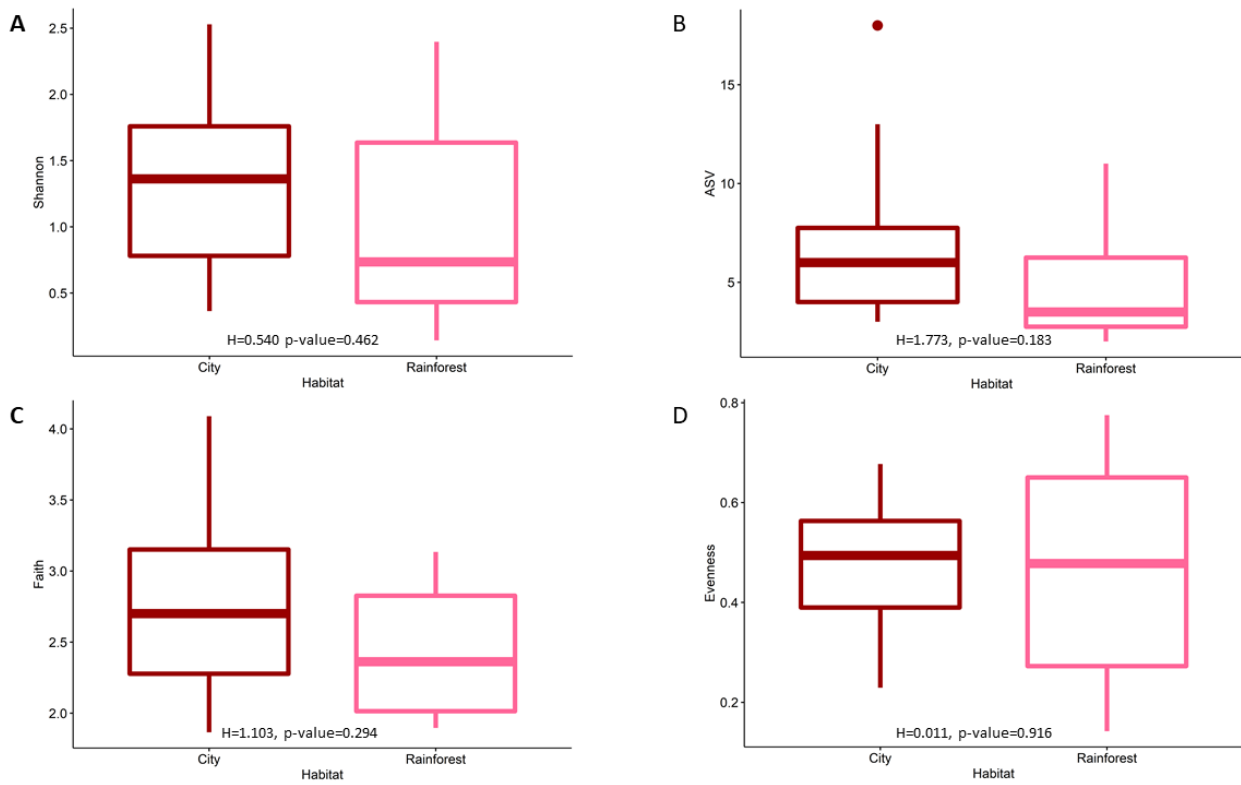 A
2.5
2.0
1.5
1.0
0.5
Shannon
H=0.540 p-value=0.462
City
Rainforest
Habitat
B
15
10
5
ASV
H=1.773, p-value=0.183
City
Rainforest
Habitat
C
4.0
3.5
3.0
2.5
2.0
Faith
H=1.103, p-value=0.294
City
Rainforest
Habitat
D
0.8
0.6
0.4
0.2
Evenness
H=0.011, p-value=0.916
City
Rainforest
Habitat